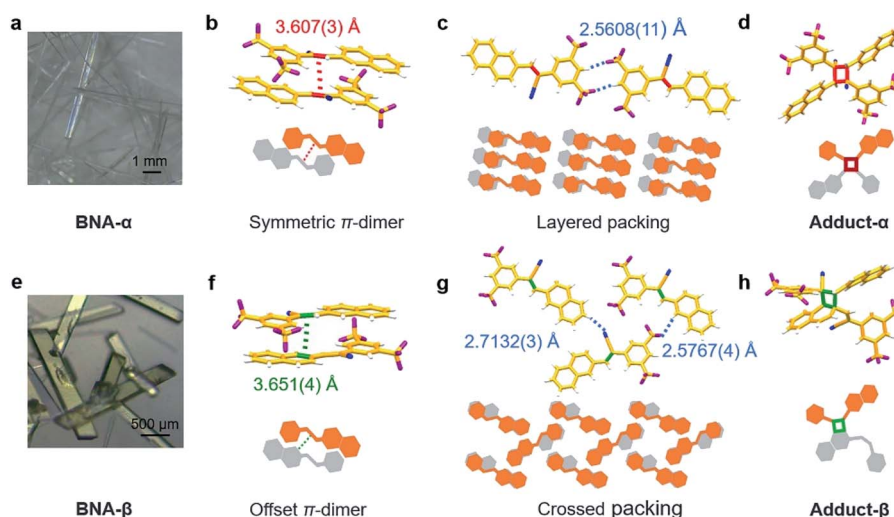 a
b
c
d
3.607(3) Å
2.5608(11) Å
1 mm
BNA-α
Symmetric π-dimer
Layered packing
Adduct-α
e
f
g
h
3.651(4) Å
2.7132(3) Å
2.5767(4) Å
500 μm
BNA-β
Offset π-dimer
Crossed packing
Adduct-β